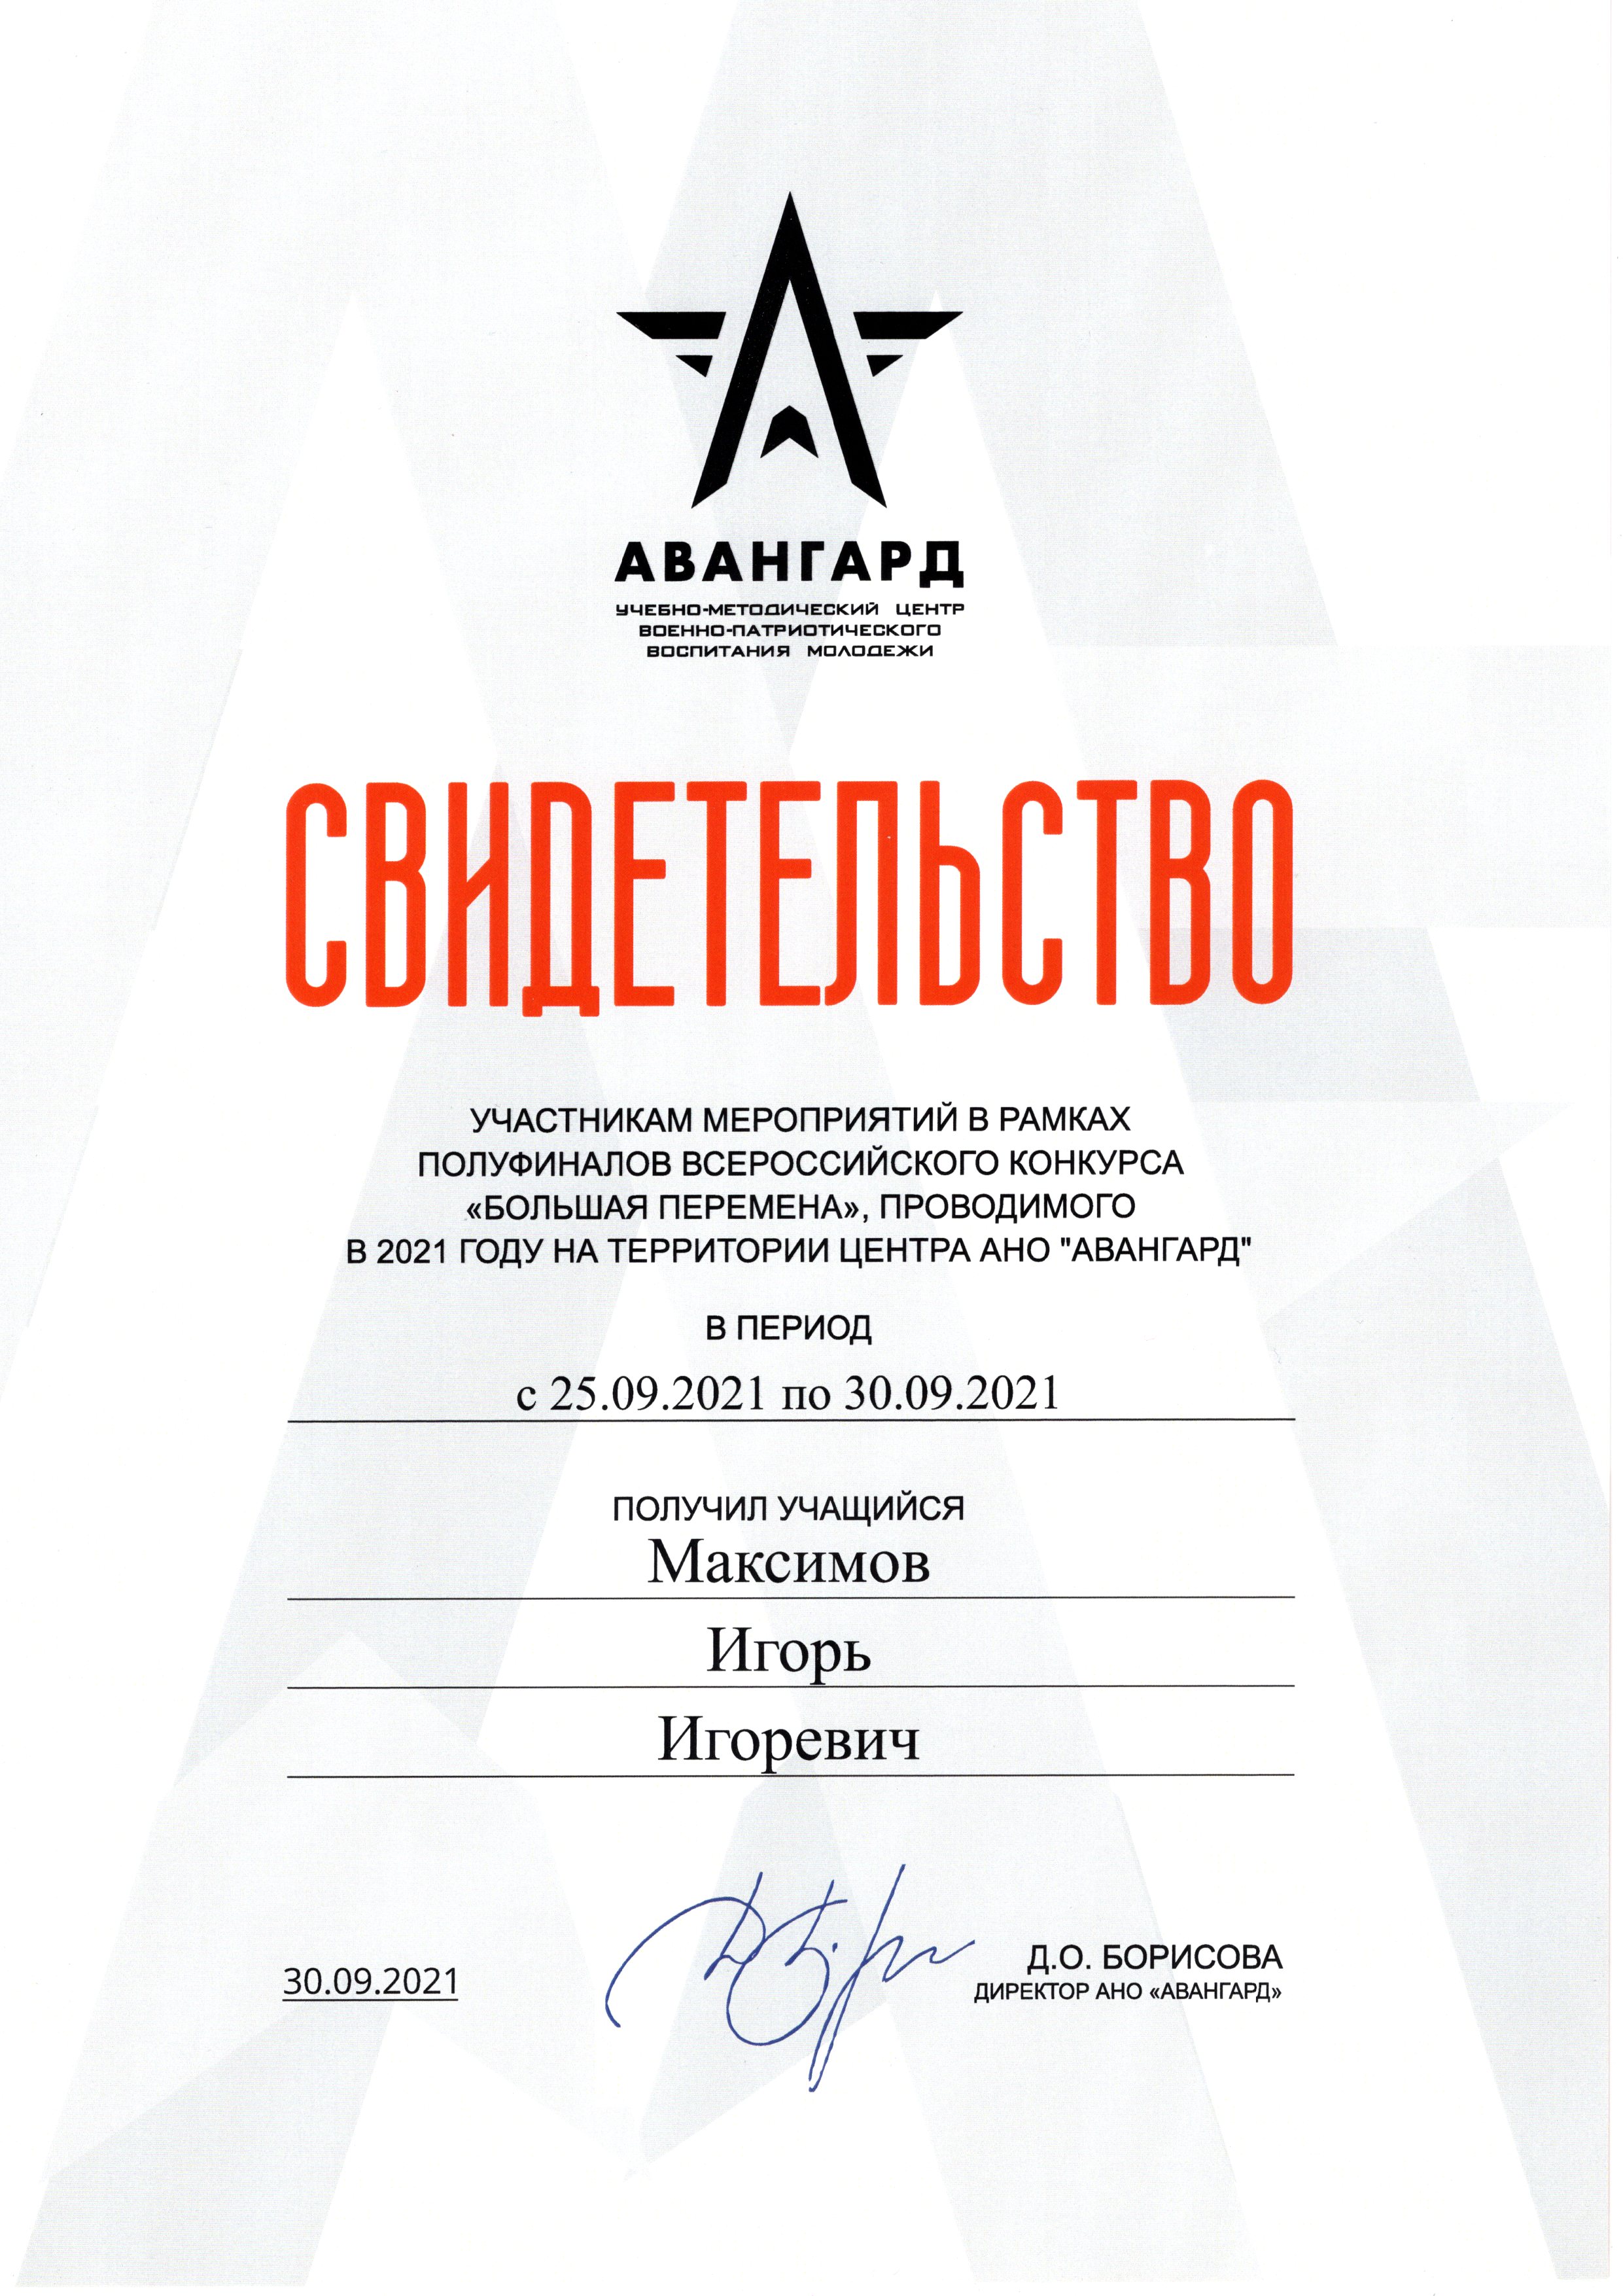 АВАНГАРД
УЧЕБНО-МЕТОДИЧЕСКИЙ ЦЕНТР
ВОЕННО-ПАТРИОТИЧЕСКОГО
ВОСПИТАНИЯ МОЛОДЕЖИ
СВИДЕТЕЛЬСТВО
УЧАСТНИКАМ МЕРОПРИЯТИЙ В РАМКАХ
ПОЛУФИНАЛОВ ВСЕРОССИЙСКОГО КОНКУРСА
«БОЛЬШАЯ ПЕРЕМЕНА», ПРОВОДИМОГО
В 2021 ГОДУ НА ТЕРРИТОРИИ ЦЕНТРА АНО "АВАНГАРД"
В ПЕРИОД
с 25.09.2021 по 30.09.2021
ПОЛУЧИЛ УЧАЩИЙСЯ
Максимов
Игорь
Игоревич
30.09.2021
Д.О. БОРИСОВА
ДИРЕКТОР АНО «АВАНГАРД»